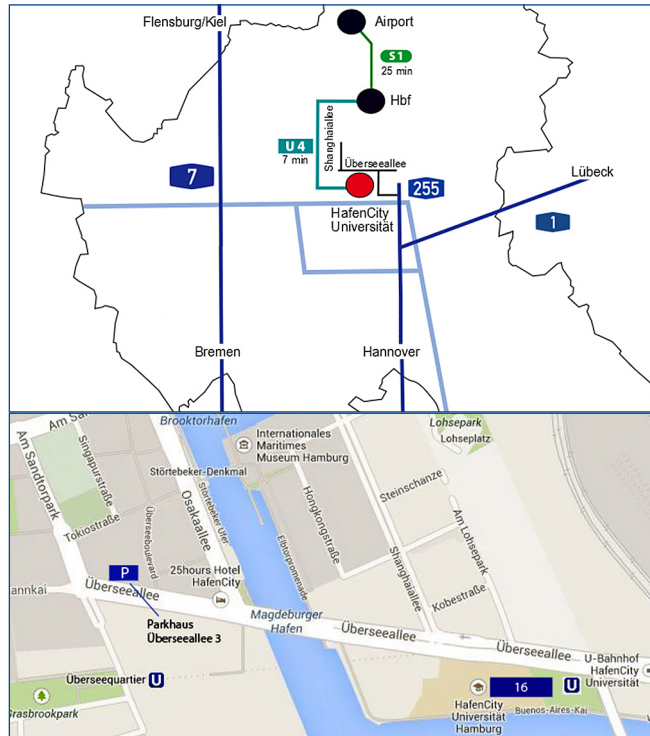 Flensburg/Kiel
Airport
S1
25 min
Hbf
Shanghaiallee
U 4
7 min
Überseeallee
7
255
Lübeck
HafenCity
Universität
1
Bremen
Hannover
Am Sandtorpark
Singapurstraße
Brooktorhafen
Internationales
Maritimes
Museum Hamburg
Lohsepark
Lohseplatz
Störtebeker-Denkmal
Störtebeker Ufer
Osakaallee
Steinschanze
Hongkongstraße
Tokiostraße
Überseeboulevard
Am Lohsepark
Elbtorpromenade
Shanghaiallee
P
25hours Hotel
HafenCity
Kobestraße
annkai
Überseeallee
Parkhaus
Überseeallee 3
Magdeburger
Hafen
Überseeallee
Überseeallee
U-Bahnhof
HafenCity
Universität
Überseequartier U
16
U
HafenCity
Universität
Hamburg
Buenos-Aires-Kai
Grasbrookpark